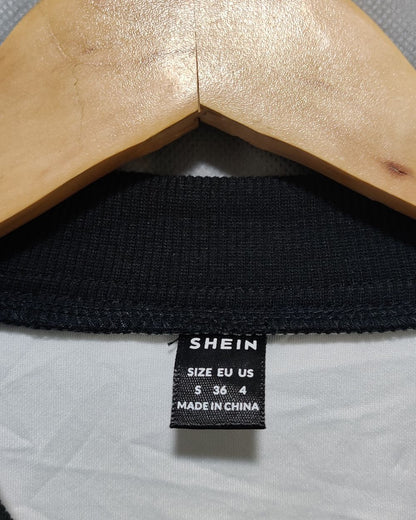 SHEIN
SIZE EU US
S 36 4
MADE IN CHINA